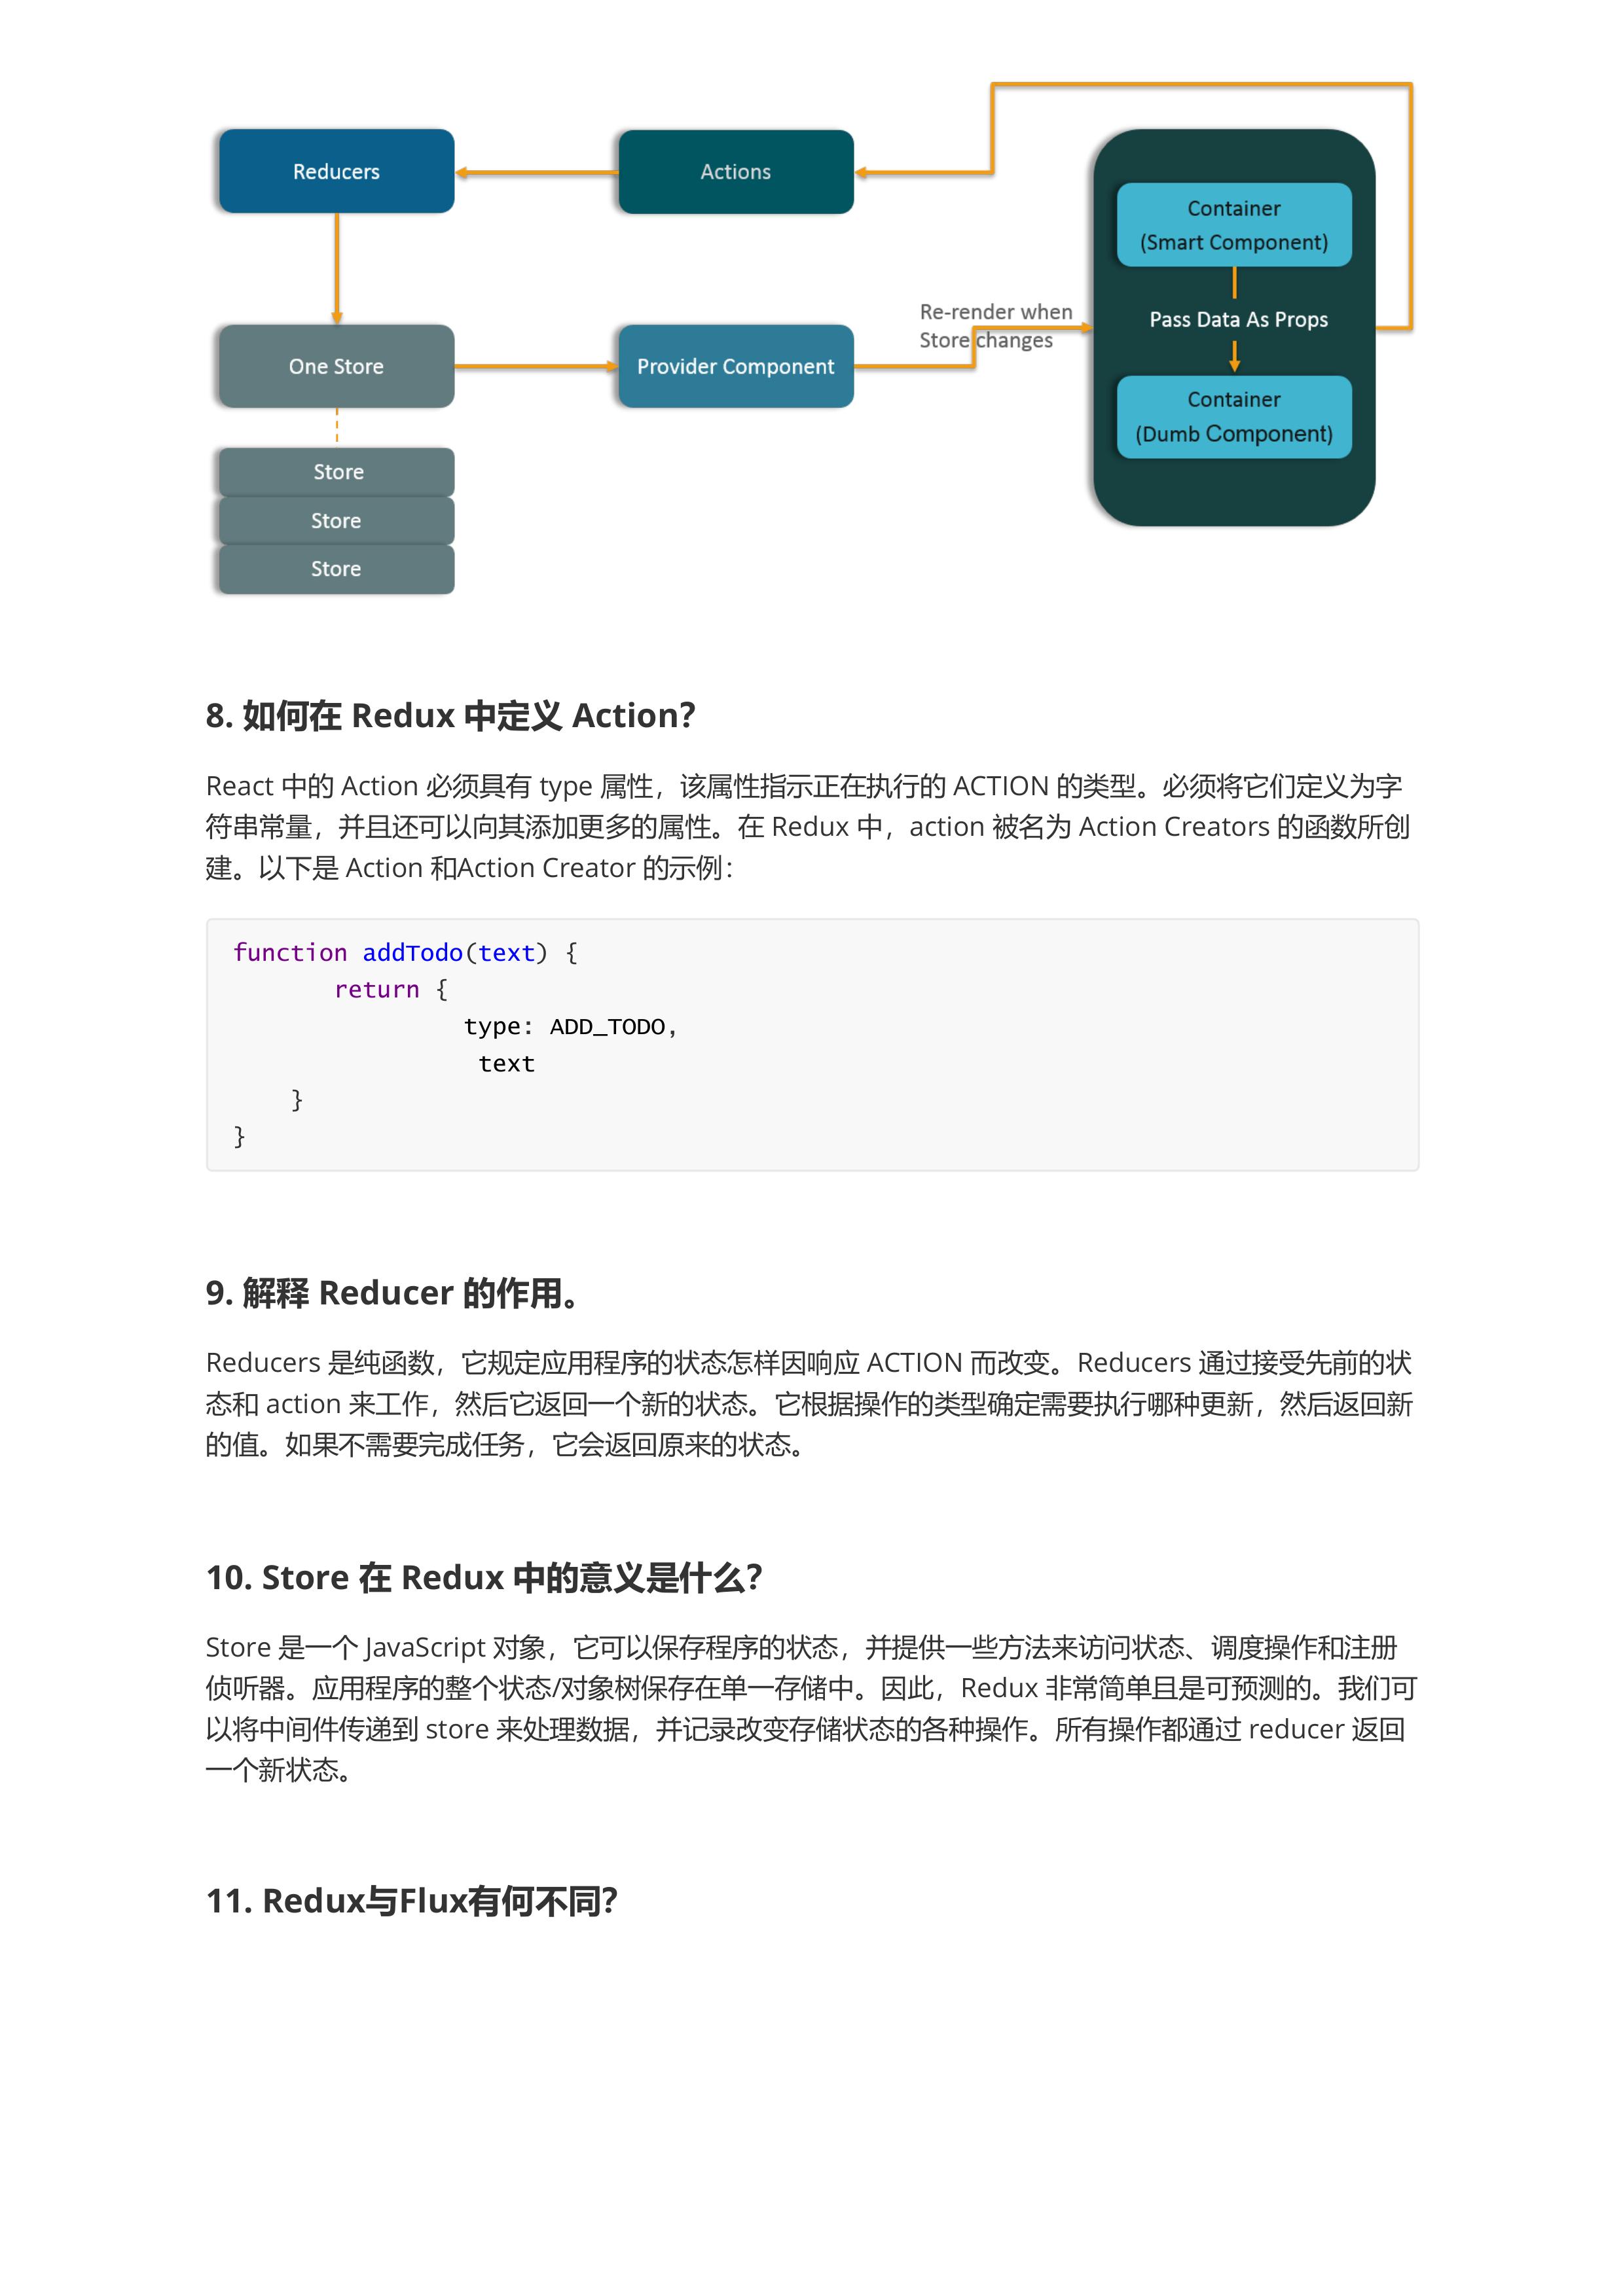 Reducers
Actions
Container
(Smart Component)
Re-render when
Store changes
Pass Data As Props
One Store
Provider Component
Container
(Dumb Component)
Store
Store
Store
8. 如何在 Redux 中定义 Action？
React 中的 Action 必须具有 type 属性，该属性指示正在执行的 ACTION 的类型。必须将它们定义为字
符串常量，并且还可以向其添加更多的属性。在 Redux 中，action 被名为 Action Creators 的函数所创
建。以下是 Action 和Action Creator 的示例：
function addTodo(text) {
return {
type: ADD_TODO,
text
}
}
9. 解释 Reducer 的作用。
Reducers 是纯函数，它规定应用程序的状态怎样因响应 ACTION 而改变。Reducers 通过接受先前的状
态和 action 来工作，然后它返回一个新的状态。它根据操作的类型确定需要执行哪种更新，然后返回新
的值。如果不需要完成任务，它会返回原来的状态。
10. Store 在 Redux 中的意义是什么？
Store 是一个 JavaScript 对象，它可以保存程序的状态，并提供一些方法来访问状态、调度操作和注册
侦听器。应用程序的整个状态/对象树保存在单一存储中。因此，Redux 非常简单且是可预测的。我们可
以将中间件传递到 store 来处理数据，并记录改变存储状态的各种操作。所有操作都通过 reducer 返回
一个新状态。
11. Redux与Flux有何不同？